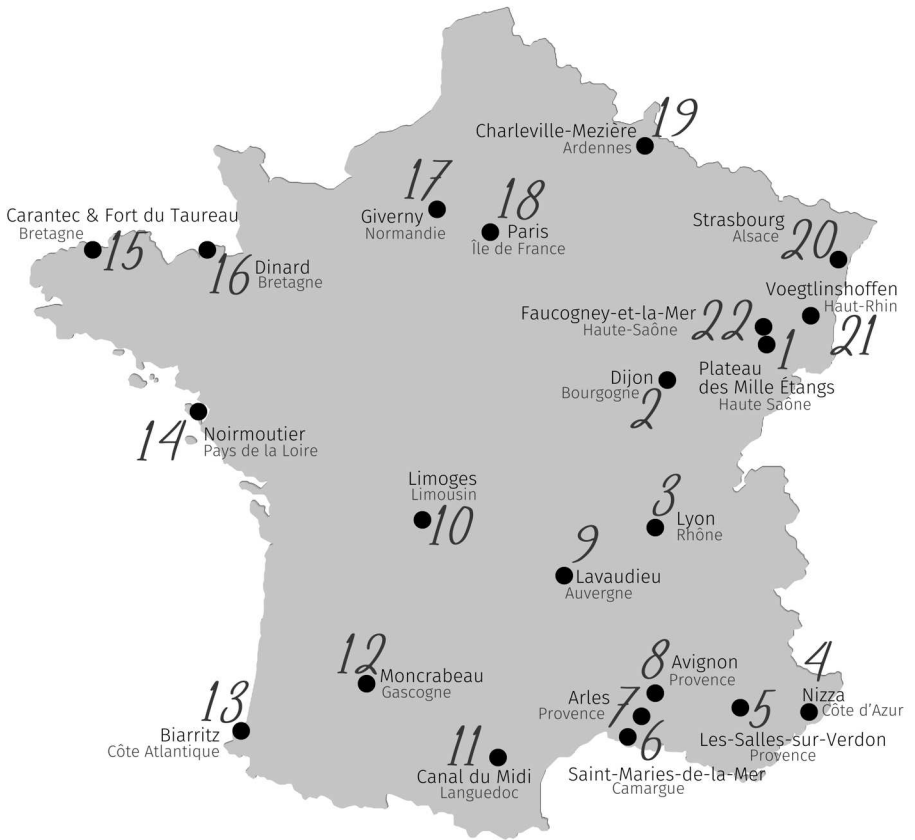 19
Charleville-Mezière
Ardennes
17
Giverny
Normandie
18
Paris
Île de France
Carantec & Fort du Taureau
Bretagne
15
16
Dinard
Bretagne
Strasbourg
Alsace
20
Voegtlinshoffen
Haut-Rhin
21
Faucogney-et-la-Mer
Haute-Saône
22
1
Plateau
des Mille Étangs
Haute Saône
Dijon
Bourgogne
2
14
Noirmoutier
Pays de la Loire
Limoges
Limousin
10
3
Lyon
Rhône
9
Lavaudieu
Auvergne
12
Moncrabeau
Gascogne
13
Biarritz
Côte Atlantique
11
Canal du Midi
Languedoc
8
Avignon
Provence
Arles
Provence
7
6
Saint-Maries-de-la-Mer
Camargue
4
Nizza
Côte d'Azur
5
Les-Salles-sur-Verdon
Provence